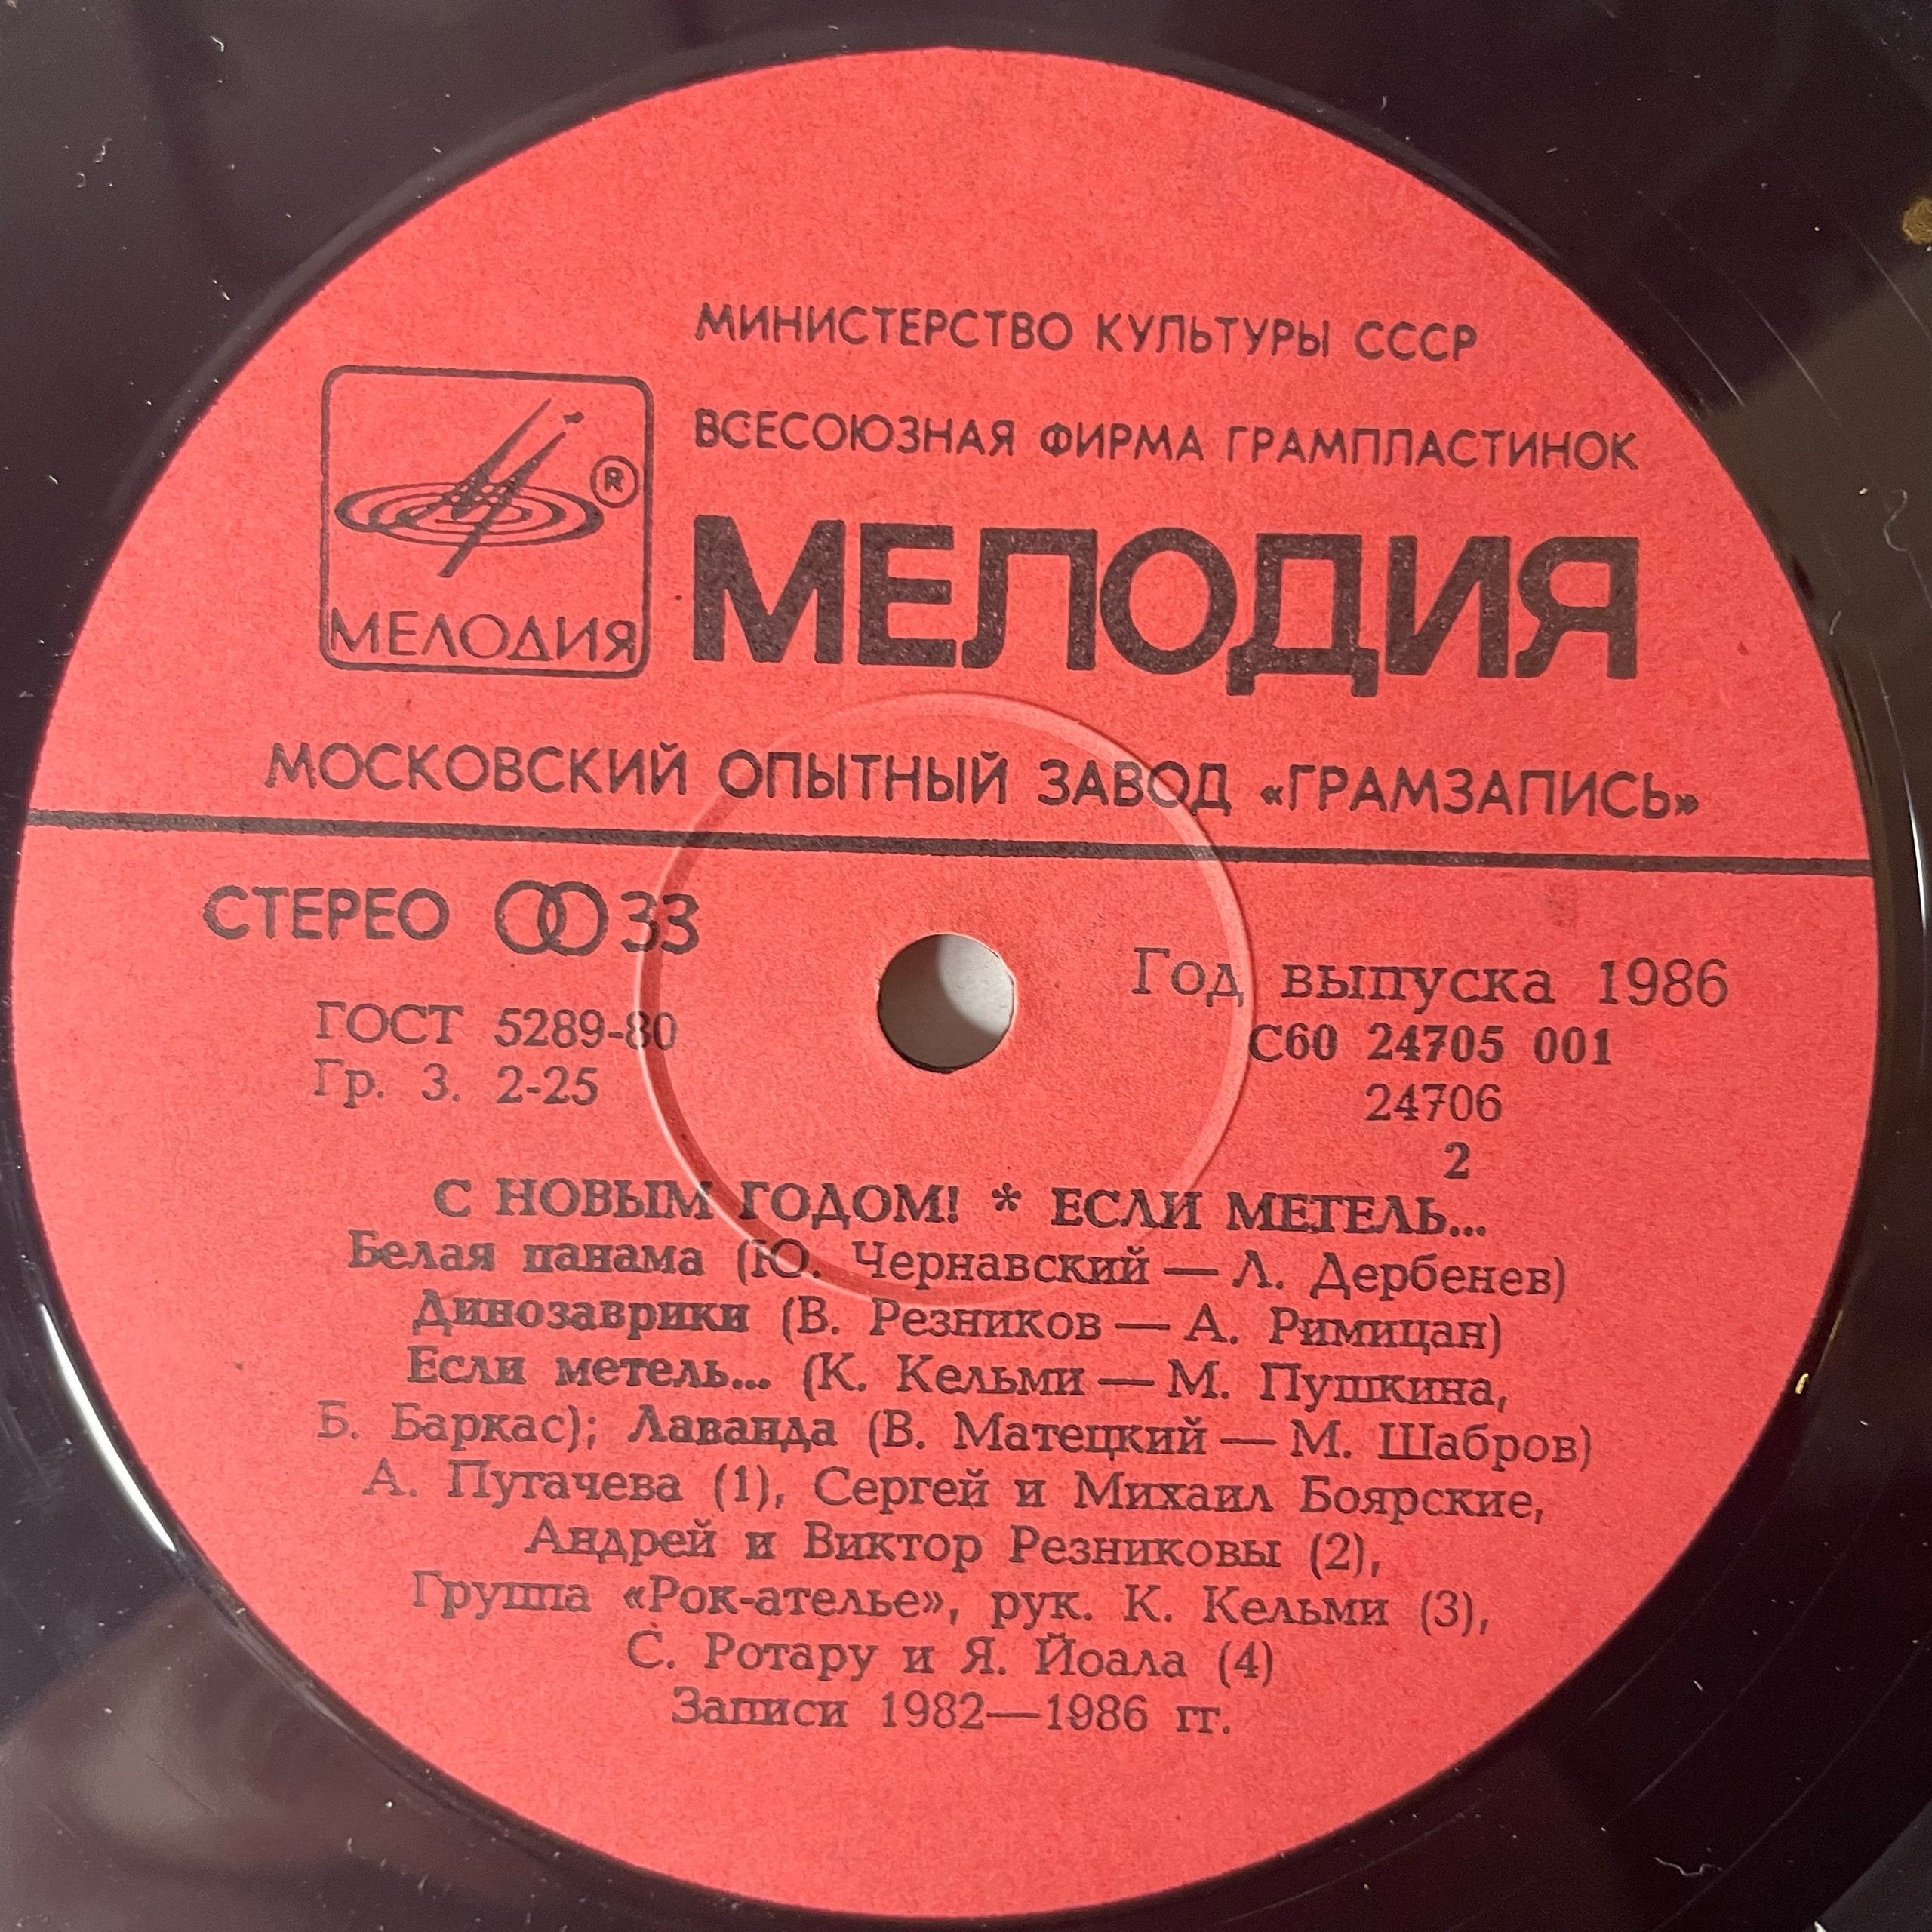 МИНИСТЕРСТВО КУЛЬТУРЫ СССР
ВСЕСОЮЗНАЯ ФИРМА ГРАМПЛАСТИНОК
®
МЕЛОДИЯ
МЕЛОДИЯ
МОСКОВСКИЙ ОПЫТНЫЙ ЗАВОД «ГРАМЗАПИСЬ»
СТЕРЕО 33
ГОСТ 5289-80
Гр. 3. 2-25
Год выпуска 1986
С60 24705 001
24706
2
С НОВЫМ ГОДОМ! * ЕСЛИ МЕТЕЛЬ...
Белая панама (Ю. Чернавский — Л. Дербенев)
Динозаврики (В. Резников — А. Римицан)
Если метель... (К. Кельми — М. Пушкина,
Б. Баркас); Лаванда (В. Матецкий — М. Шабров)
А. Пугачева (1), Сергей и Михаил Боярские,
Андрей и Виктор Резниковы (2),
Группа «Рок-ателье», рук. К. Кельми (3),
С. Ротару и Я. Йоала (4)
Записи 1982—1986 гг.